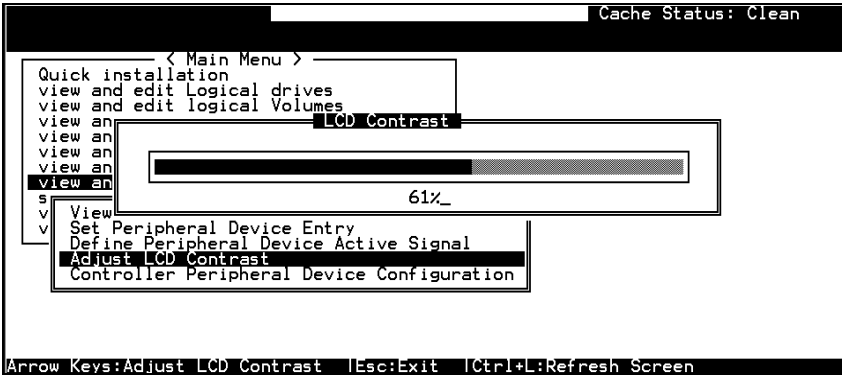 Cache Status: Clean
< Main Menu >
Quick installation
view and edit Logical drives
view and edit logical Volumes
view an
LCD Contrast
view an
view an
view an
view an
61%_
s
v View
v Set Peripheral Device Entry
Define Peripheral Device Active Signal
Adjust LCD Contrast
Controller Peripheral Device Configuration
Arrow Keys:Adjust LCD Contrast |Esc:Exit |Ctrl+L:Refresh Screen